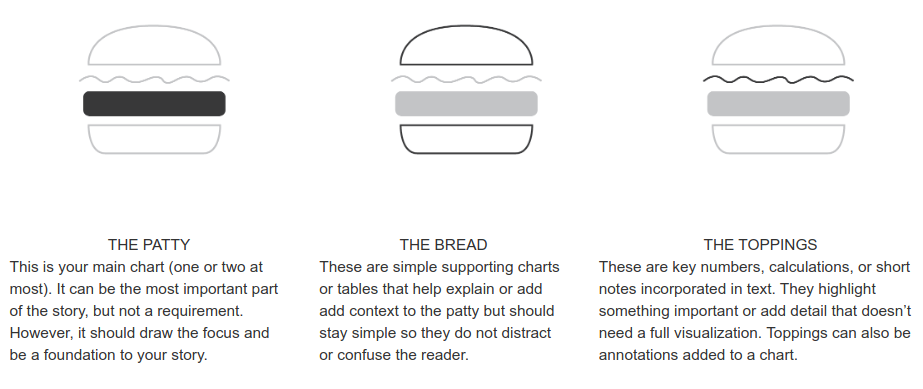 THE PATTY
This is your main chart (one or two at
most). It can be the most important part
of the story, but not a requirement.
However, it should draw the focus and
be a foundation to your story.
THE BREAD
These are simple supporting charts
or tables that help explain or add
add context to the patty but should
stay simple so they do not distract
or confuse the reader.
THE TOPPINGS
These are key numbers, calculations, or short
notes incorporated in text. They highlight
something important or add detail that doesn’t
need a full visualization. Toppings can also be
annotations added to a chart.